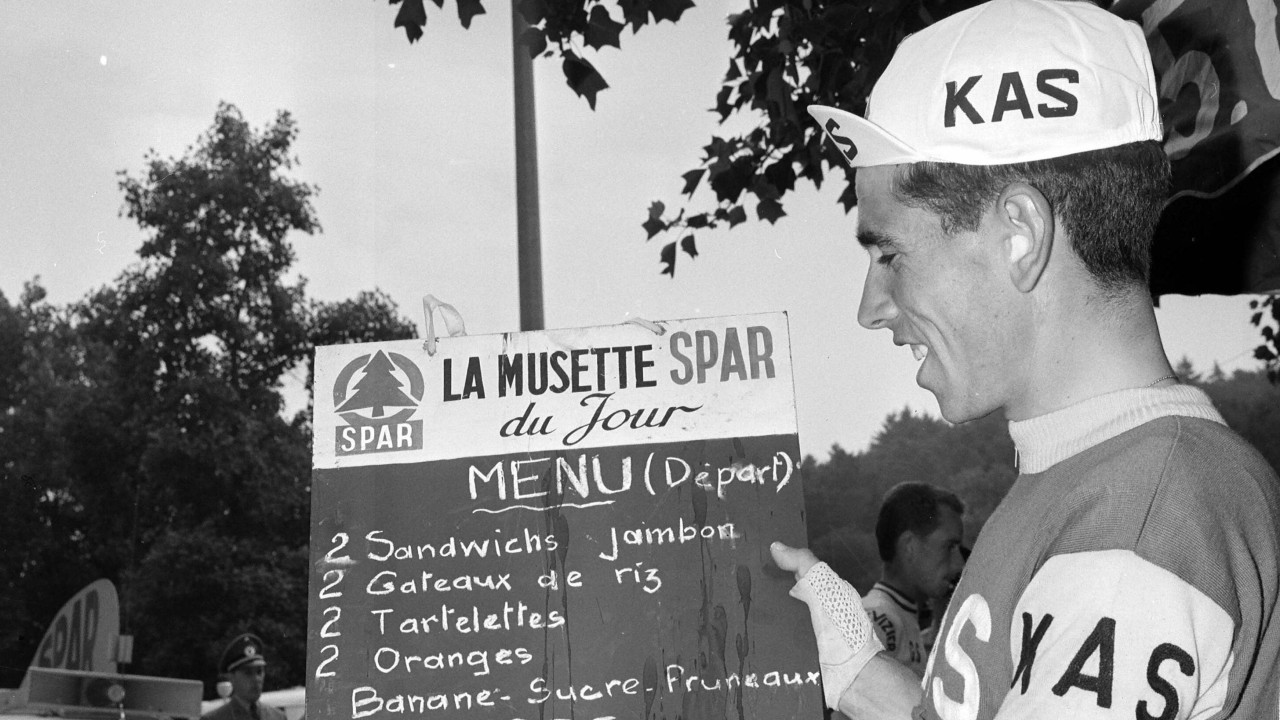 KAS
S
LA MUSETTE SPAR
du Jour
SPAR
MENU (Départ)
2 Sandwichs jambon
2 Gateaux de riz
2 Tartelettes
2 Oranges
Banane - Sucre - Pruneaux
SPAR
KAS
S